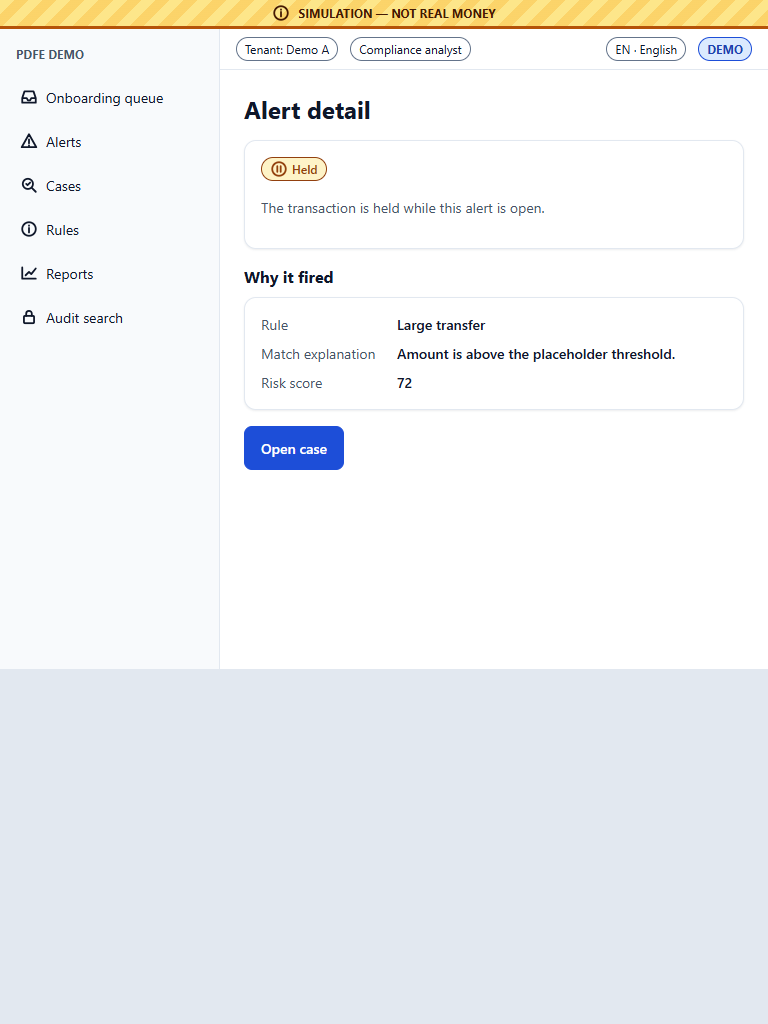 SIMULATION — NOT REAL MONEY
PDFE DEMO
Tenant: Demo A
Compliance analyst
EN · English
DEMO
Onboarding queue
Alerts
Cases
Rules
Reports
Audit search
Alert detail
Held
The transaction is held while this alert is open.
Why it fired
Rule Large transfer
Match explanation Amount is above the placeholder threshold.
Risk score 72
Open case